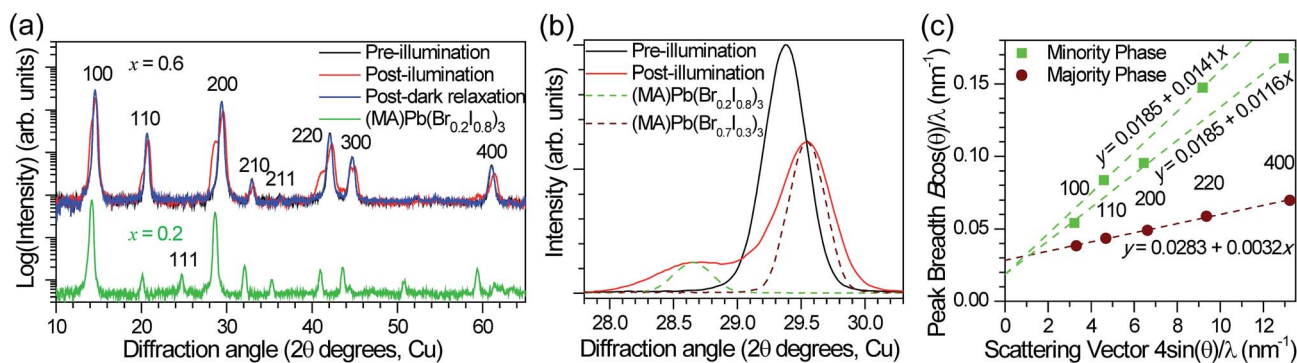 (a)
Log(Intensity) (arb. units)
100
x = 0.6
110
200
210
211
220
300
400
Pre-illumination
Post-ilumination
Post-dark relaxation
(MA)Pb(Br0.2I0.8)3
x = 0.2
111
10 20 30 40 50 60
Diffraction angle (2θ degrees, Cu)
(b)
Intensity (arb. units)
Pre-illumination
Post-illumination
(MA)Pb(Br0.2I0.8)3
(MA)Pb(Br0.7I0.3)3
28.0 28.5 29.0 29.5 30.0
Diffraction angle (2θ degrees, Cu)
(c)
Peak Breadth Bcos(θ)/λ (nm⁻¹)
0.15
0.10
0.05
0.00
Minority Phase
Majority Phase
y = 0.0185 + 0.0141x
y = 0.0185 + 0.0116x
100
110
200
220
400
y = 0.0283 + 0.0032x
0 2 4 6 8 10 12
Scattering Vector 4sin(θ)/λ (nm⁻¹)